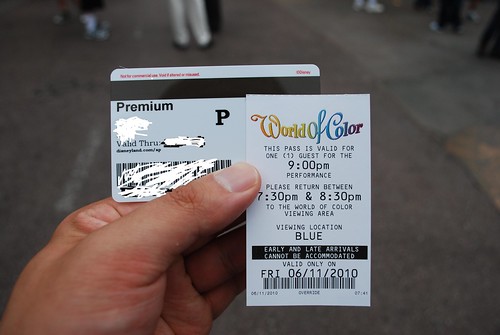 Not for commercial use. Void if altered or released. ©Disney
Premium
P
Valid Thru:
disneyland.com/ap
World Of Color
THIS PASS IS VALID FOR
ONE (1) GUEST FOR THE
9:00pm
PERFORMANCE
PLEASE RETURN BETWEEN
7:30pm & 8:30pm
TO THE WORLD OF COLOR
VIEWING AREA
VIEWING LOCATION
BLUE
EARLY AND LATE ARRIVALS
CANNOT BE ACCOMMODATED
VALID ONLY ON
FRI 06/11/2010
06/11/2010 OVERRIDE